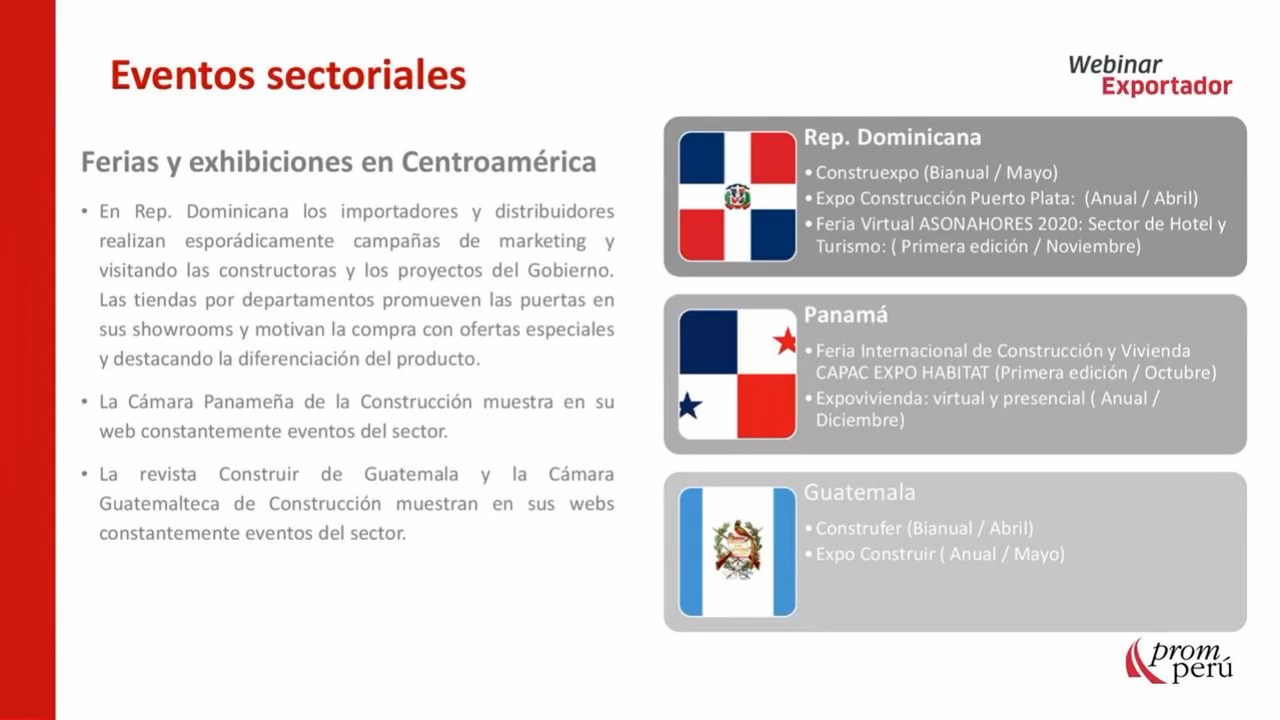 Eventos sectoriales
Webinar
Exportador
Ferias y exhibiciones en Centroamérica
• En Rep. Dominicana los importadores y distribuidores
realizan esporádicamente campañas de marketing y
visitando las constructoras y los proyectos del Gobierno.
Las tiendas por departamentos promueven las puertas en
sus showrooms y motivan la compra con ofertas especiales
y destacando la diferenciación del producto.
• La Cámara Panameña de la Construcción muestra en su
web constantemente eventos del sector.
• La revista Construir de Guatemala y la Cámara
Guatemalteca de Construcción muestran en sus webs
constantemente eventos del sector.
Rep. Dominicana
• Construexpo (Bianual / Mayo)
• Expo Construcción Puerto Plata: (Anual / Abril)
• Feria Virtual ASONAHORES 2020: Sector de Hotel y
Turismo: ( Primera edición / Noviembre)
Panamá
• Feria Internacional de Construcción y Vivienda
CAPAC EXPO HABITAT (Primera edición / Octubre)
• Expovivienda: virtual y presencial ( Anual /
Diciembre)
Guatemala
• Construfer (Bianual / Abril)
• Expo Construir ( Anual / Mayo)
prom
perú